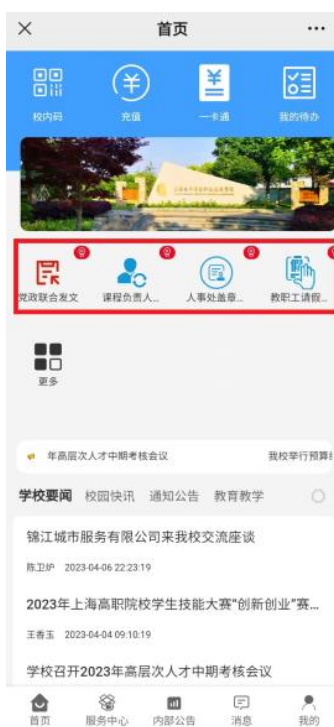 首页
校内码
充值
一卡通
我的待办
党政联合发文
课程负责人...
人事处盖章...
教职工请假...
更多
年高层次人才中期考核会议
我校举行预算
学校要闻 校园快讯 通知公告 教育教学
锦江城市服务有限公司来我校交流座谈
陈卫炉 2023-04-06 22:23:19
2023年上海高职院校学生技能大赛“创新创业”赛...
王香玉 2023-04-04 09:10:19
学校召开2023年高层次人才中期考核会议
首页
服务中心
内部公告
消息
我的